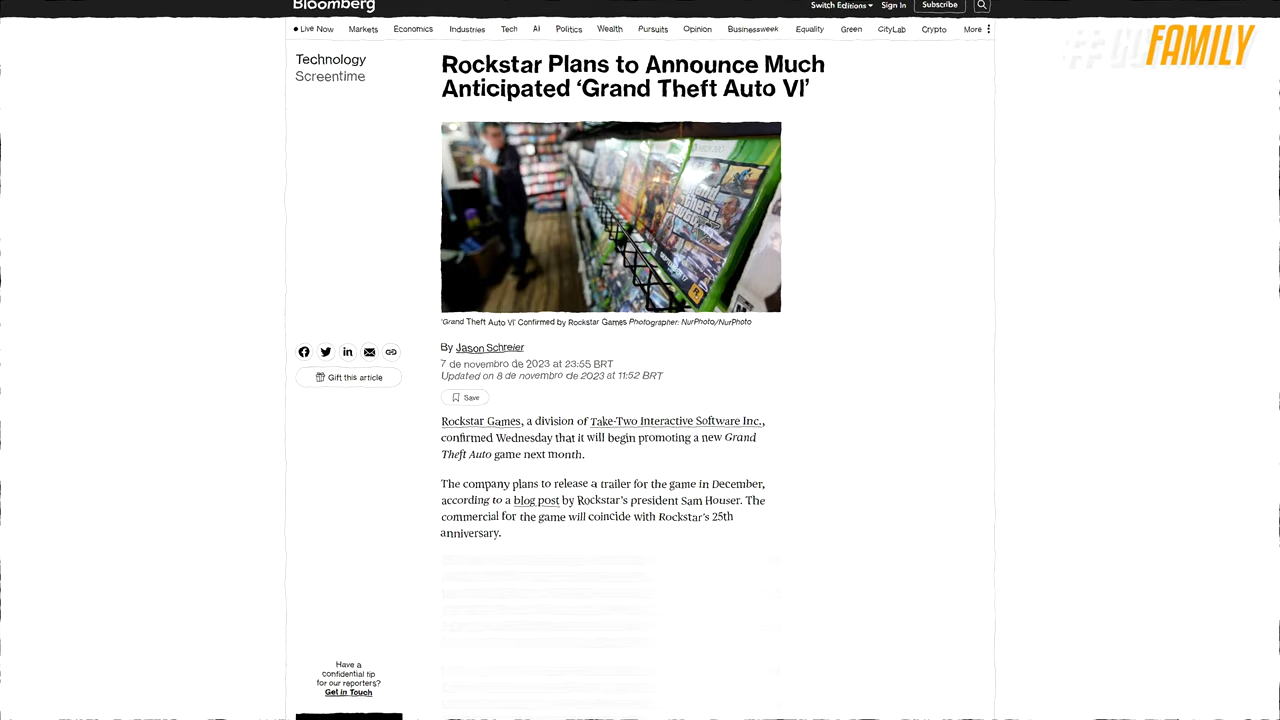 Bloomberg
Switch Editions
Sign In
Subscribe
Live Now
Markets
Economics
Industries
Tech
AI
Politics
Wealth
Pursuits
Opinion
Businessweek
Equality
Green
CityLab
Crypto
More
#GOFAMILY
Technology
Screentime
Rockstar Plans to Announce Much
Anticipated ‘Grand Theft Auto VI’
grand
theft
auto
'Grand Theft Auto VI' Confirmed by Rockstar Games Photographer: NurPhoto/NurPhoto
By Jason Schreier
7 de novembro de 2023 at 23:55 BRT
Updated on 8 de novembro de 2023 at 11:52 BRT
Gift this article
Save
Rockstar Games, a division of Take-Two Interactive Software Inc.,
confirmed Wednesday that it will begin promoting a new Grand
Theft Auto game next month.
The company plans to release a trailer for the game in December,
according to a blog post by Rockstar’s president Sam Houser. The
commercial for the game will coincide with Rockstar’s 25th
anniversary.
Have a
confidential tip
for our reporters?
Get in Touch